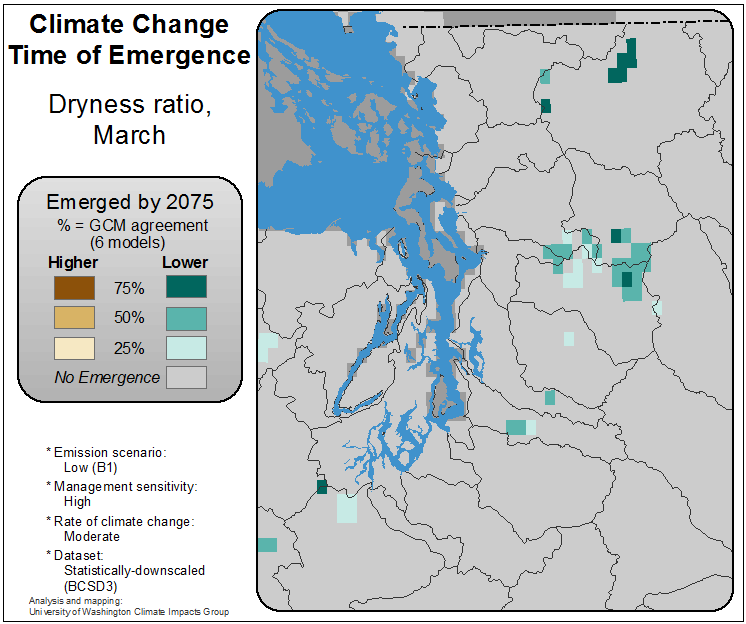 Climate Change
Time of Emergence
Dryness ratio,
March
Emerged by 2075
% = GCM agreement
(6 models)
Higher Lower
75%
50%
25%
No Emergence
* Emission scenario:
Low (B1)
* Management sensitivity:
High
* Rate of climate change:
Moderate
* Dataset:
Statistically-downscaled
(BCSD3)
Analysis and mapping:
University of Washington Climate Impacts Group